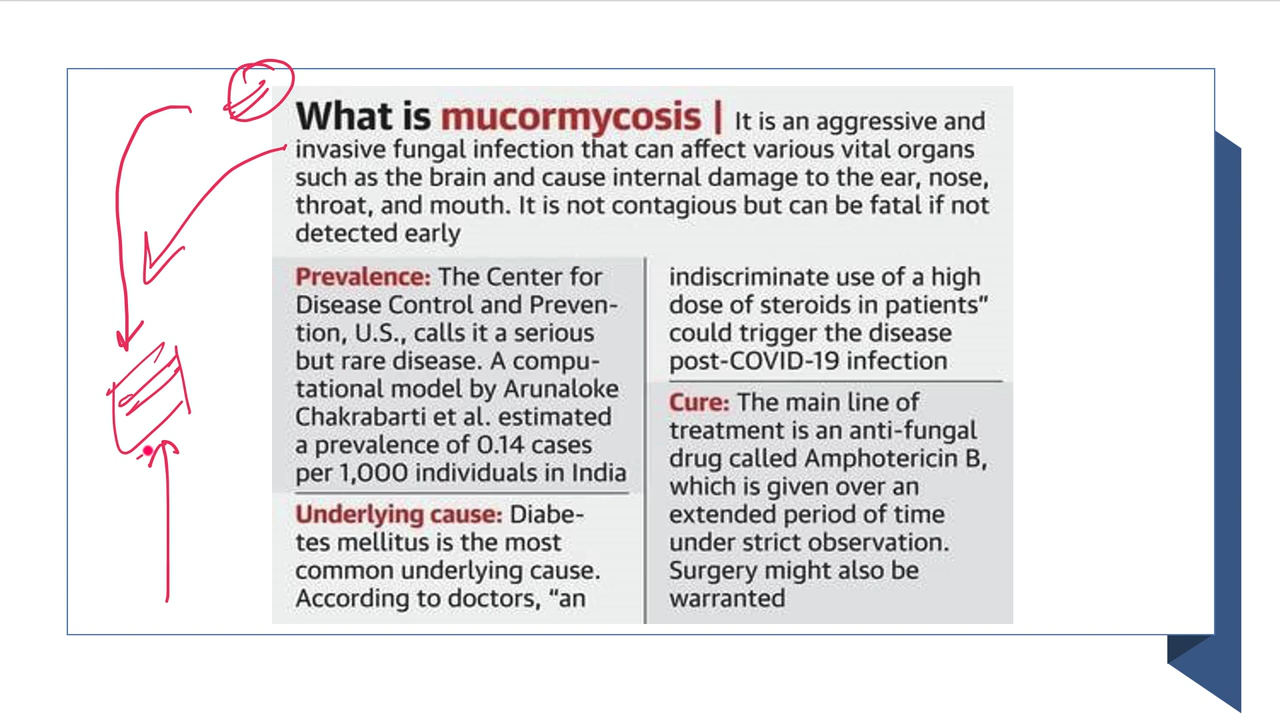 What is mucormycosis | It is an aggressive and
invasive fungal infection that can affect various vital organs
such as the brain and cause internal damage to the ear, nose,
throat, and mouth. It is not contagious but can be fatal if not
detected early
Prevalence: The Center for
Disease Control and Preven-
tion, U.S., calls it a serious
but rare disease. A compu-
tational model by Arunaloke
Chakrabarti et al. estimated
a prevalence of 0.14 cases
per 1,000 individuals in India
Underlying cause: Diabe-
tes mellitus is the most
common underlying cause.
According to doctors, “an
indiscriminate use of a high
dose of steroids in patients”
could trigger the disease
post-COVID-19 infection
Cure: The main line of
treatment is an anti-fungal
drug called Amphotericin B,
which is given over an
extended period of time
under strict observation.
Surgery might also be
warranted